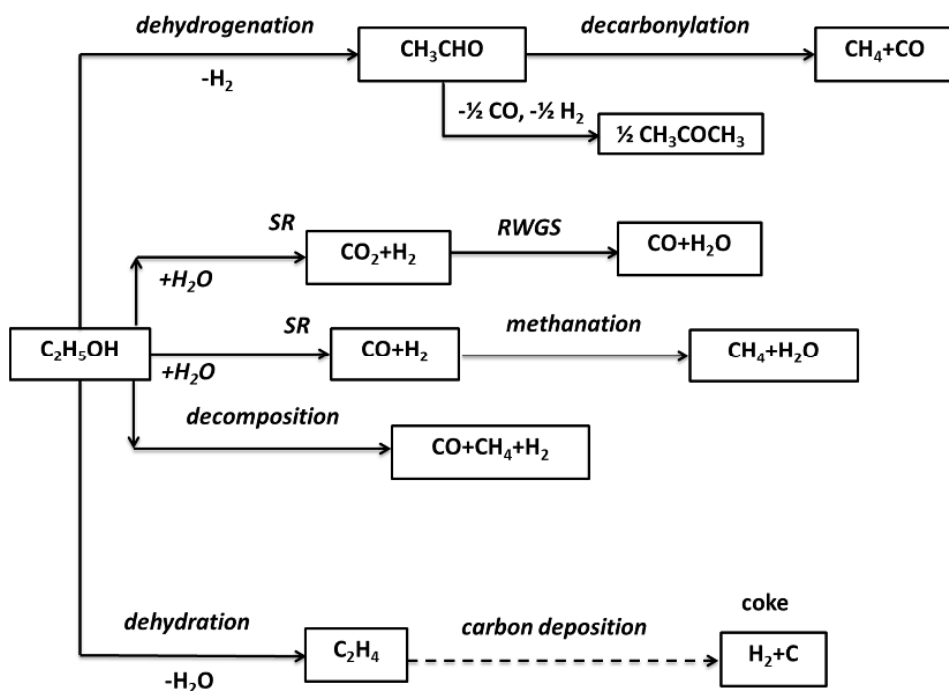 dehydrogenation
-H₂
CH₃CHO
decarbonylation
CH₄+CO
-½ CO, -½ H₂
½ CH₃COCH₃
SR
+H₂O
CO₂+H₂
RWGS
CO+H₂O
C₂H₅OH
SR
+H₂O
CO+H₂
methanation
CH₄+H₂O
decomposition
CO+CH₄+H₂
dehydration
-H₂O
C₂H₄
carbon deposition
coke
H₂+C